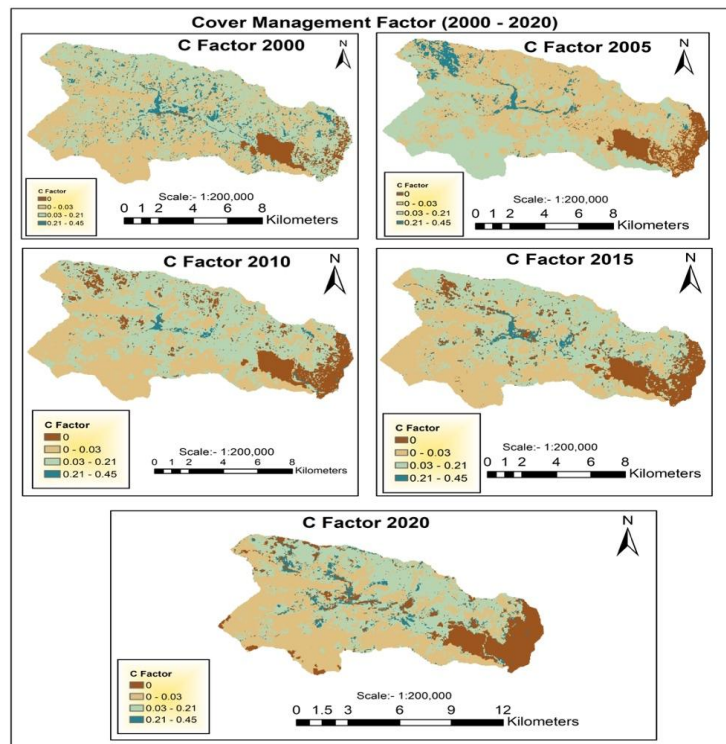 Cover Management Factor (2000 - 2020)
C Factor 2000
N
C Factor
0
0 - 0.03
0.03 - 0.21
0.21 - 0.45
Scale:- 1:200,000
0 1 2 4 6 8
Kilometers
C Factor 2005
N
C Factor
0
0 - 0.03
0.03 - 0.21
0.21 - 0.45
Scale:- 1:200,000
0 1 2 4 6 8
Kilometers
C Factor 2010
N
C Factor
0
0 - 0.03
0.03 - 0.21
0.21 - 0.45
Scale:- 1:200,000
0 1 2 4 6 8
Kilometers
C Factor 2015
N
C Factor
0
0 - 0.03
0.03 - 0.21
0.21 - 0.45
Scale:- 1:200,000
0 1 2 4 6 8
Kilometers
C Factor 2020
N
C Factor
0
0 - 0.03
0.03 - 0.21
0.21 - 0.45
Scale:- 1:200,000
0 1.5 3 6 9 12
Kilometers